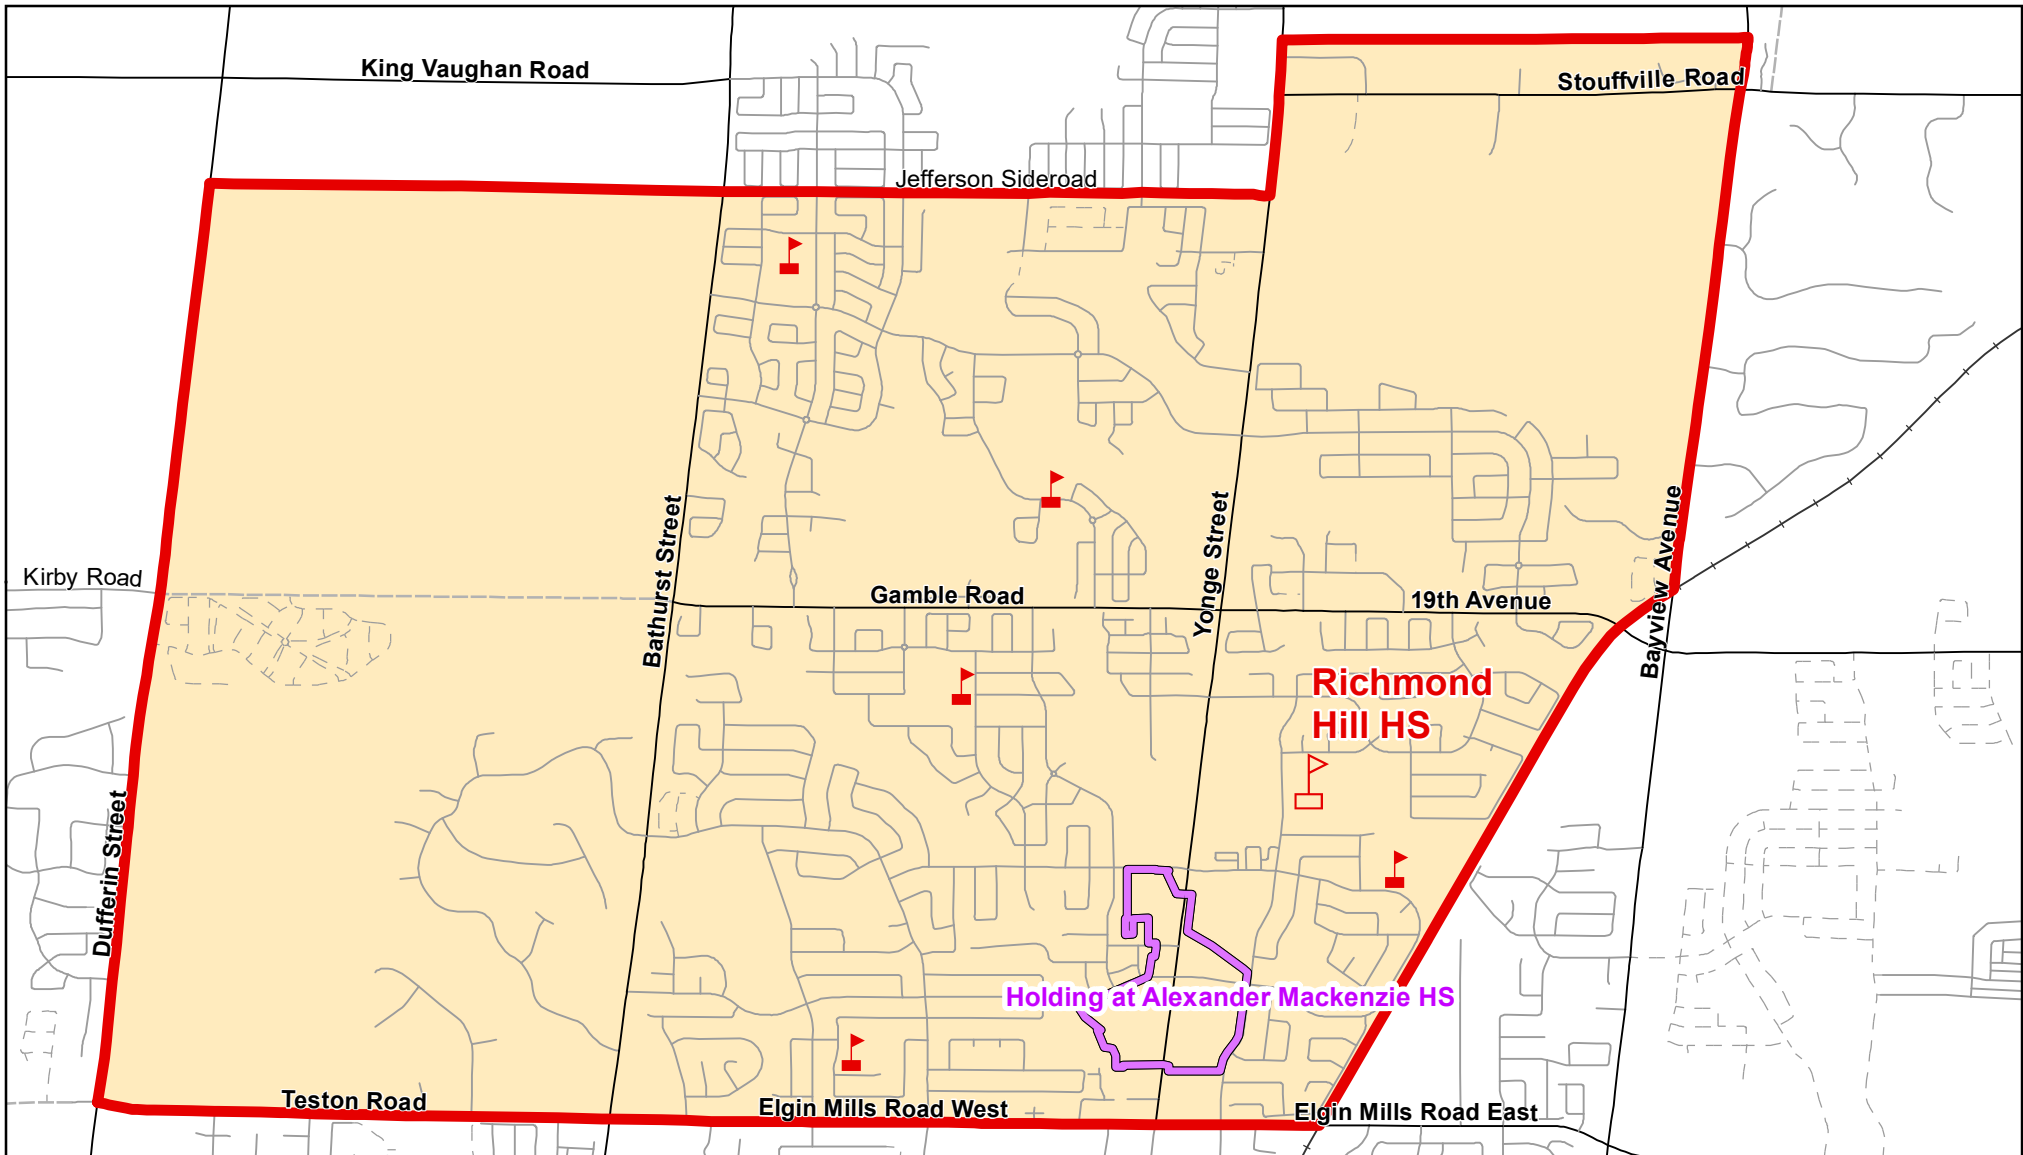 King Vaughan Road
Stouffville Road
Jefferson Sideroad
Kirby Road
Bathurst Street
Yonge Street
Bayview Avenue
Gamble Road
19th Avenue
Richmond
Hill HS
Dufferin Street
Holding at Alexander Mackenzie HS
Teston Road
Elgin Mills Road West
Elgin Mills Road East